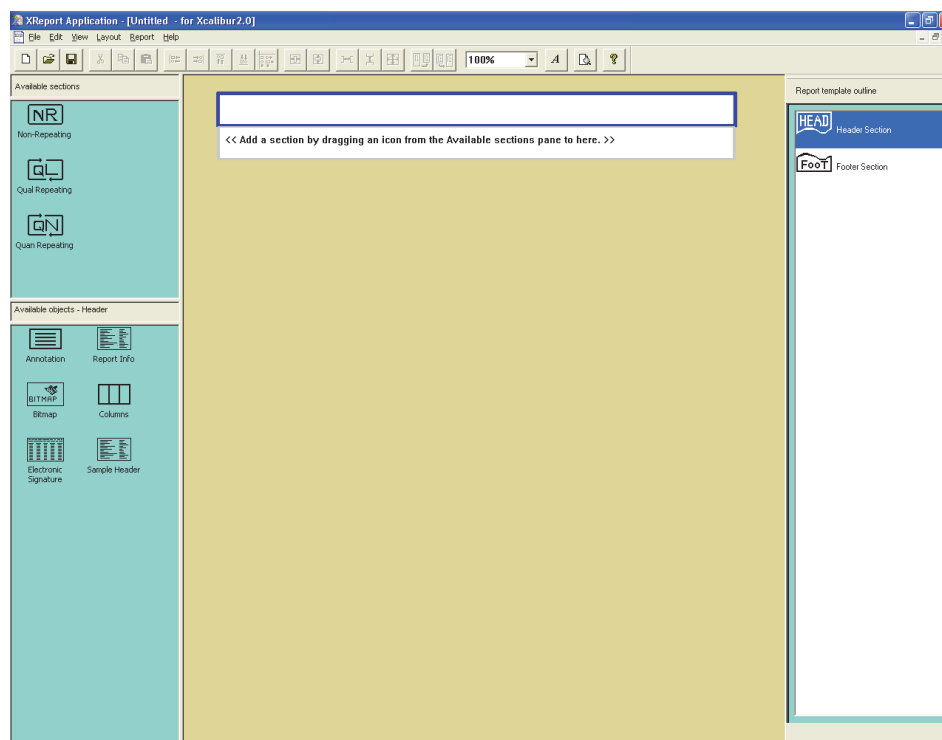 XReport Application - [Untitled - for Xcalibur2.0]
File Edit View Layout Report Help
100%
A
?
Available sections
NR
Non-Repeating
QL
Qual Repeating
QN
Quan Repeating
Available objects - Header
Annotation Report Info
BITMAP
Bitmap Columns
Electronic Signature Sample Header
<< Add a section by dragging an icon from the Available sections pane to here. >>
Report template outline
HEAD Header Section
FOOT Footer Section